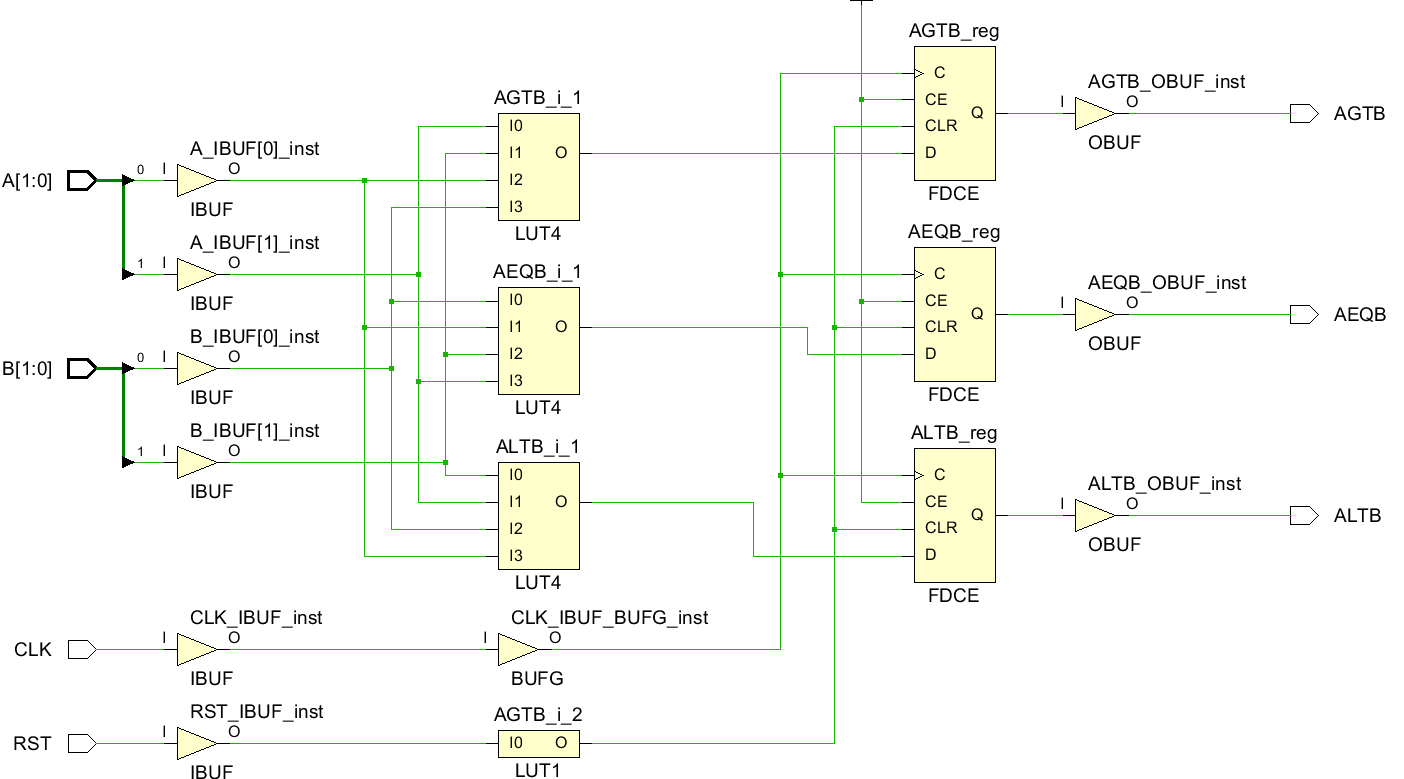 A[1:0]
0
I
A_IBUF[0]_inst
O
IBUF
1
I
A_IBUF[1]_inst
O
IBUF
B[1:0]
0
I
B_IBUF[0]_inst
O
IBUF
1
I
B_IBUF[1]_inst
O
IBUF
CLK
I
CLK_IBUF_inst
O
IBUF
RST
I
RST_IBUF_inst
O
IBUF
AGTB_i_1
I0
I1
O
I2
I3
LUT4
AEQB_i_1
I0
I1
O
I2
I3
LUT4
ALTB_i_1
I0
I1
O
I2
I3
LUT4
I
CLK_IBUF_BUFG_inst
O
BUFG
AGTB_i_2
I0
O
LUT1
AGTB_reg
C
CE
Q
CLR
D
FDCE
AEQB_reg
C
CE
Q
CLR
D
FDCE
ALTB_reg
C
CE
Q
CLR
D
FDCE
I
AGTB_OBUF_inst
O
OBUF
AGTB
I
AEQB_OBUF_inst
O
OBUF
AEQB
I
ALTB_OBUF_inst
O
OBUF
ALTB